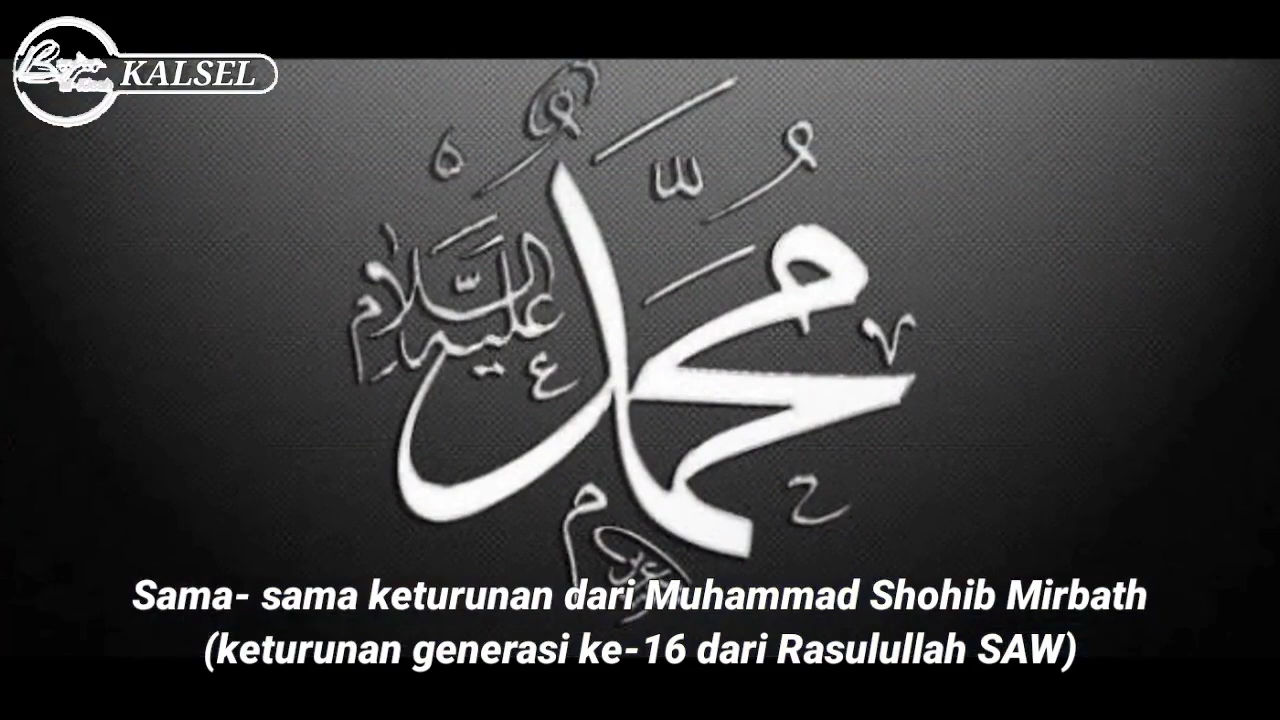 KALSEL
محمد
عليه السلام
Sama- sama keturunan dari Muhammad Shohib Mirbath
(keturunan generasi ke-16 dari Rasulullah SAW)